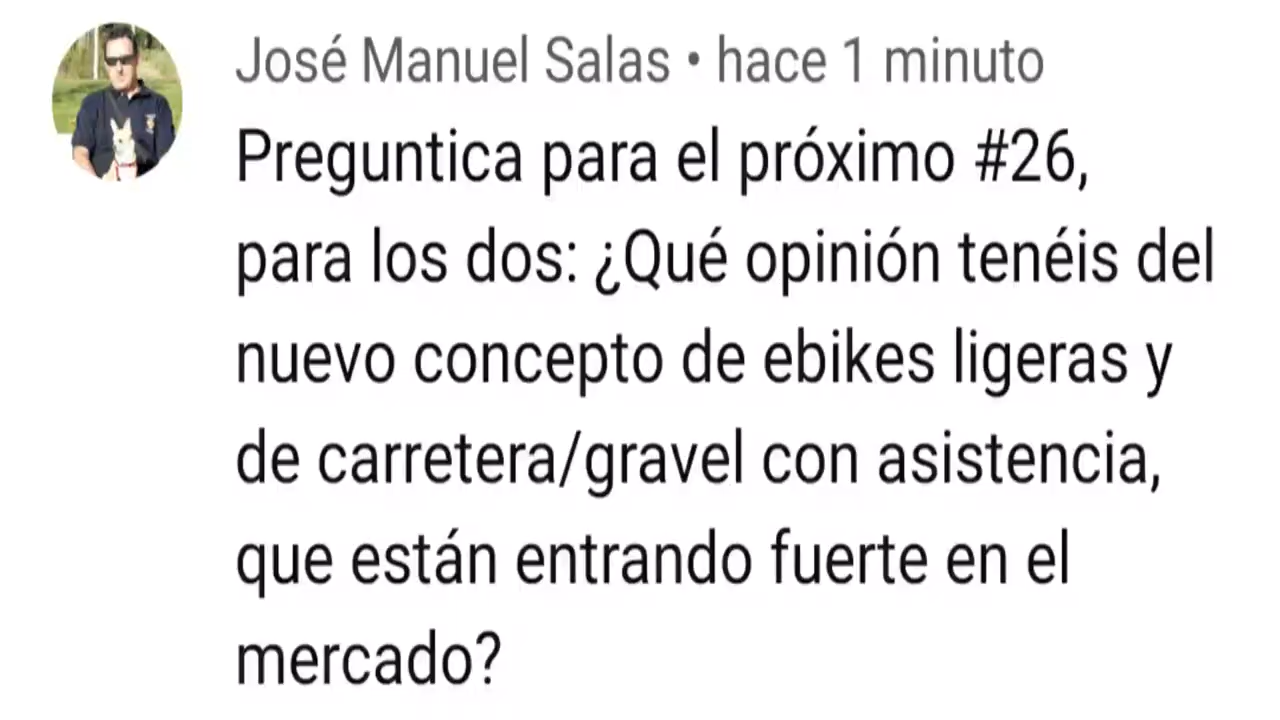 José Manuel Salas • hace 1 minuto
Preguntica para el próximo #26,
para los dos: ¿Qué opinión tenéis del
nuevo concepto de ebikes ligeras y
de carretera/gravel con asistencia,
que están entrando fuerte en el
mercado?